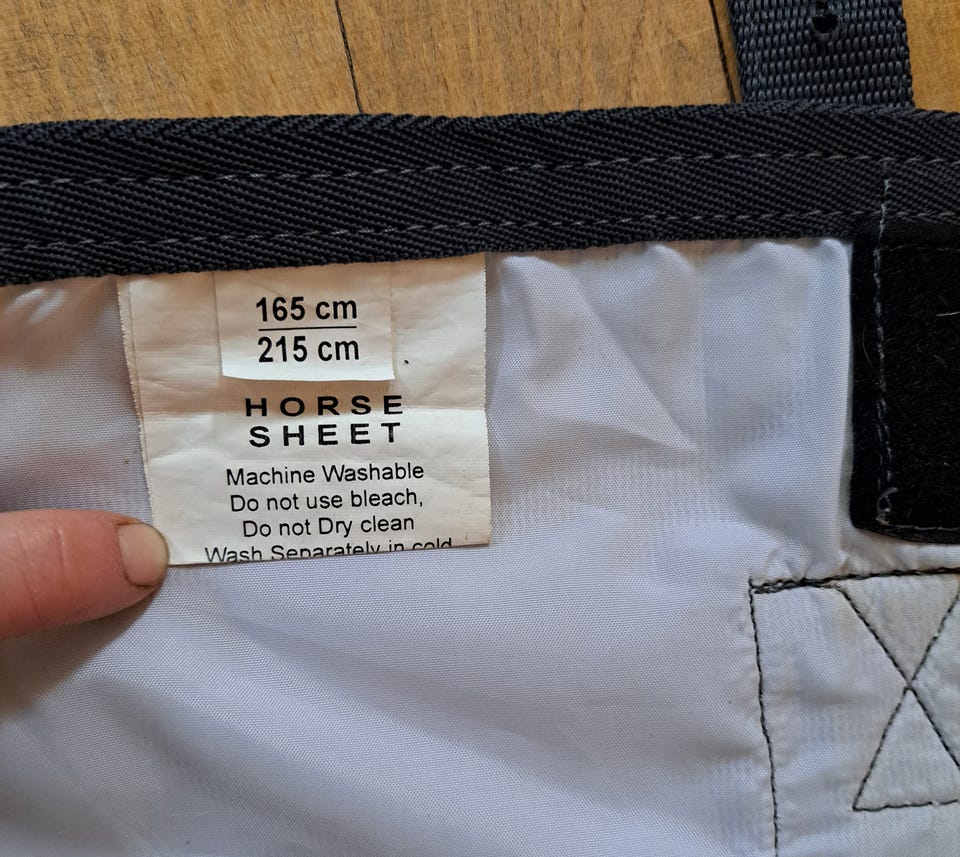 165 cm
215 cm
HORSE
SHEET
Machine Washable
Do not use bleach,
Do not Dry clean
Wash Separately in cold